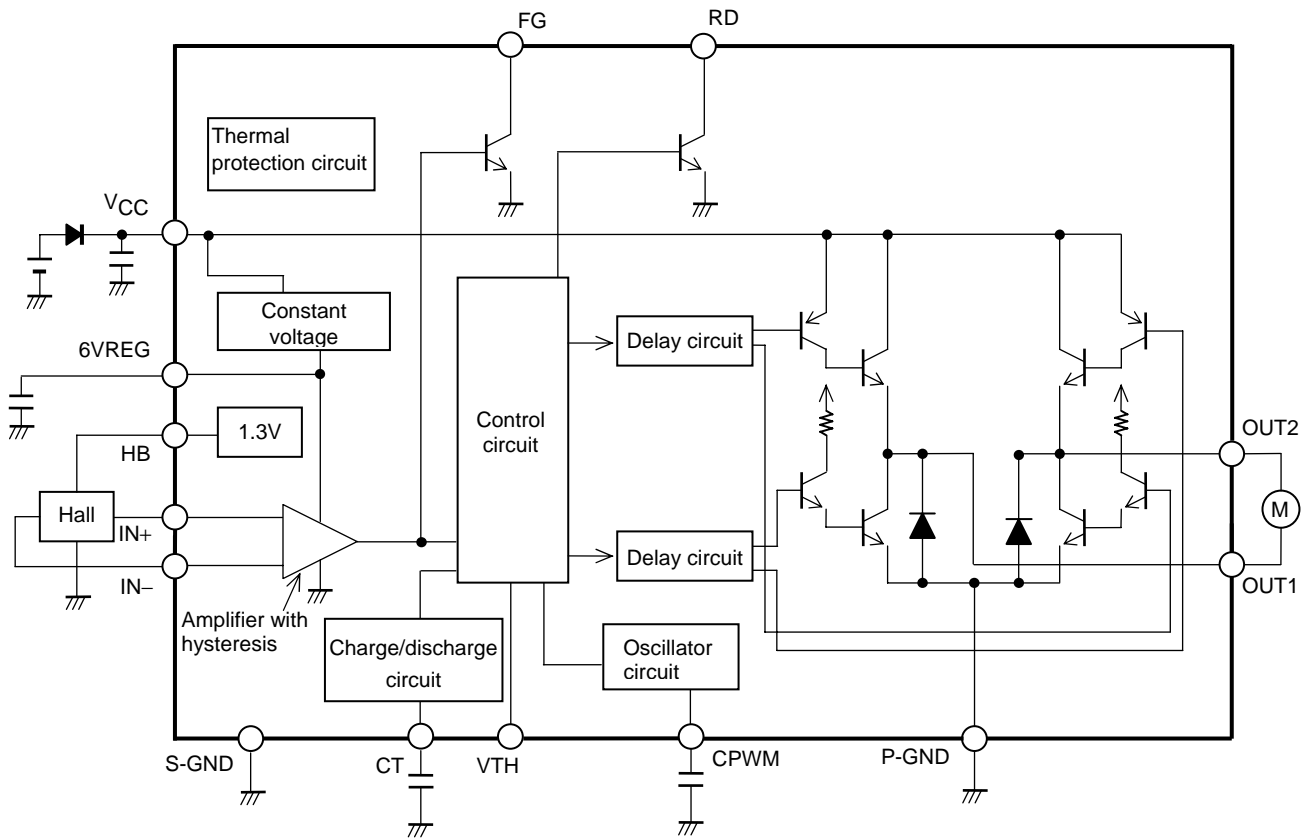 FG
RD
Thermal
protection circuit
VCC
Constant
voltage
6VREG
Delay circuit
1.3V
HB
Control
circuit
OUT2
Hall
IN+
M
IN−
Delay circuit
OUT1
Amplifier with
hysteresis
Charge/discharge
circuit
Oscillator
circuit
S-GND
CT
VTH
CPWM
P-GND